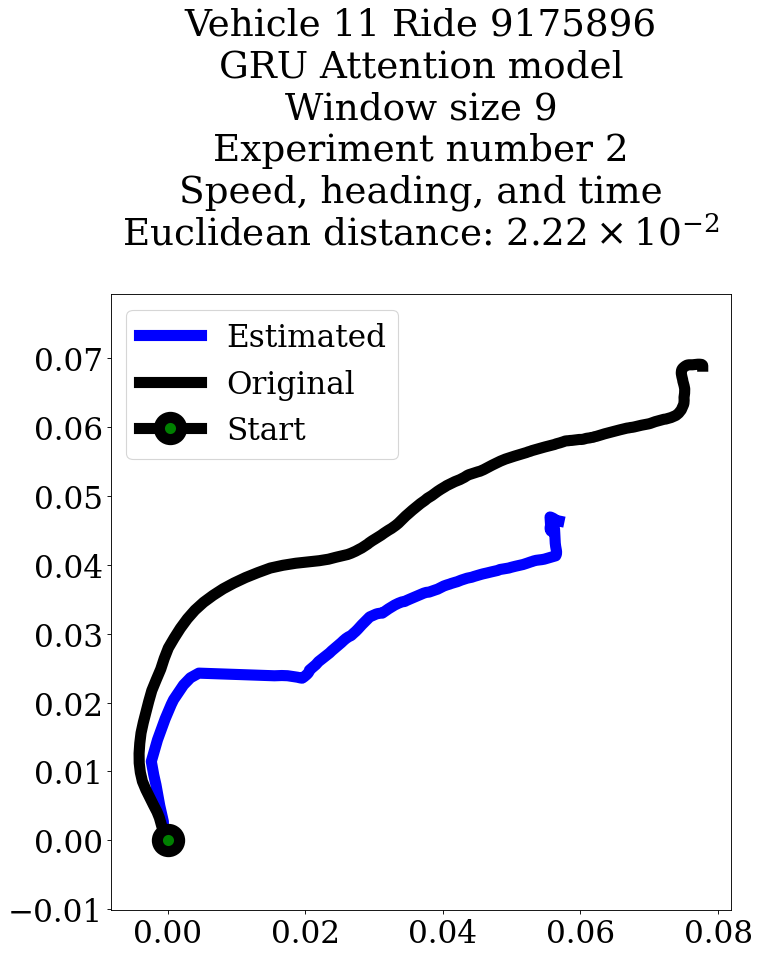 Vehicle 11 Ride 9175896
GRU Attention model
Window size 9
Experiment number 2
Speed, heading, and time
Euclidean distance: 2.22 × 10⁻²
Estimated
Original
Start
0.07
0.06
0.05
0.04
0.03
0.02
0.01
0.00
−0.01
0.00 0.02 0.04 0.06 0.08